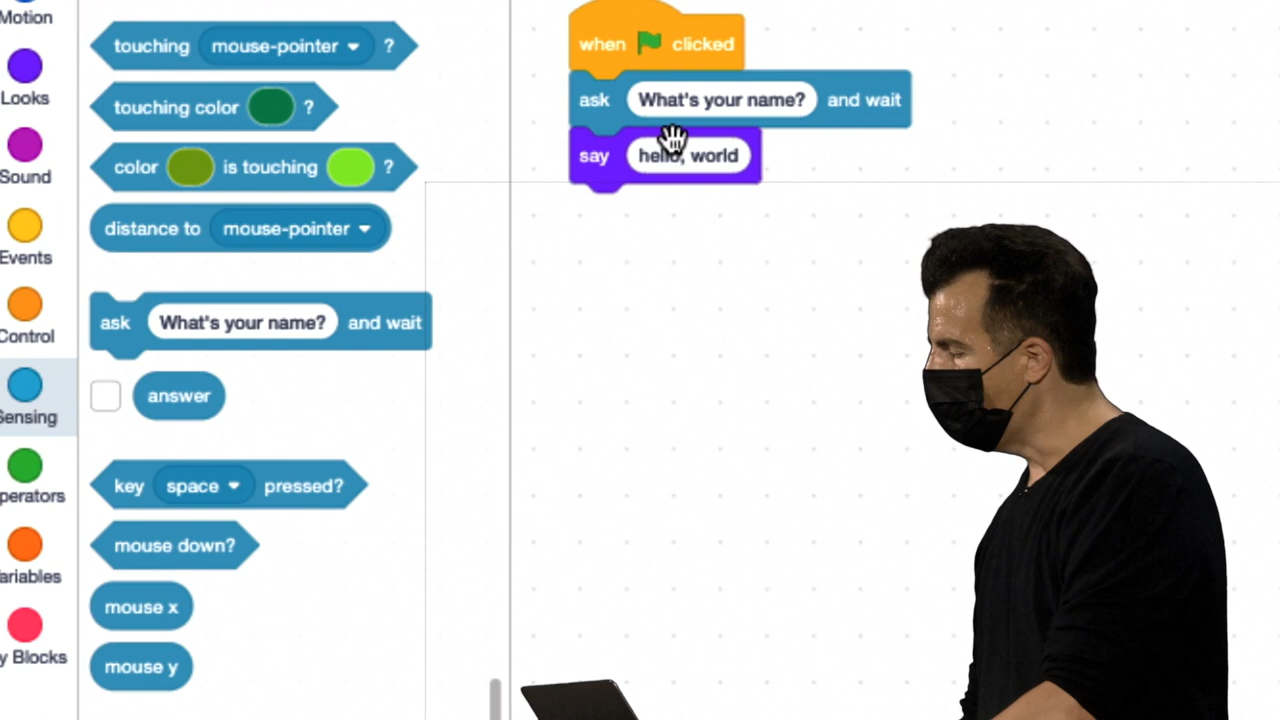 Motion
Looks
Sound
Events
Control
Sensing
perators
ariables
y Blocks
touching mouse-pointer ?
touching color ?
color is touching ?
distance to mouse-pointer
ask What's your name? and wait
answer
key space pressed?
mouse down?
mouse x
mouse y
when clicked
ask What's your name? and wait
say hello, world